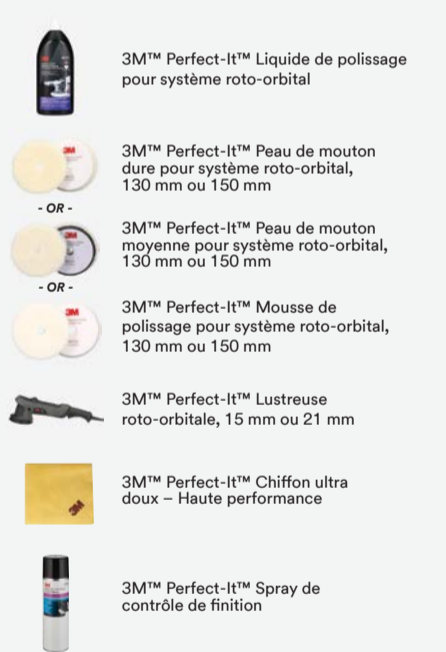 3M™ Perfect-It™ Liquide de polissage
pour système roto-orbital
3M
3M™ Perfect-It™ Peau de mouton
dure pour système roto-orbital,
130 mm ou 150 mm
- OR -
3M™ Perfect-It™ Peau de mouton
moyenne pour système roto-orbital,
130 mm ou 150 mm
- OR -
3M
3M™ Perfect-It™ Mousse de
polissage pour système roto-orbital,
130 mm ou 150 mm
3M™ Perfect-It™ Lustreuse
roto-orbitale, 15 mm ou 21 mm
3M™ Perfect-It™ Chiffon ultra
doux – Haute performance
3M
3M™ Perfect-It™ Spray de
contrôle de finition